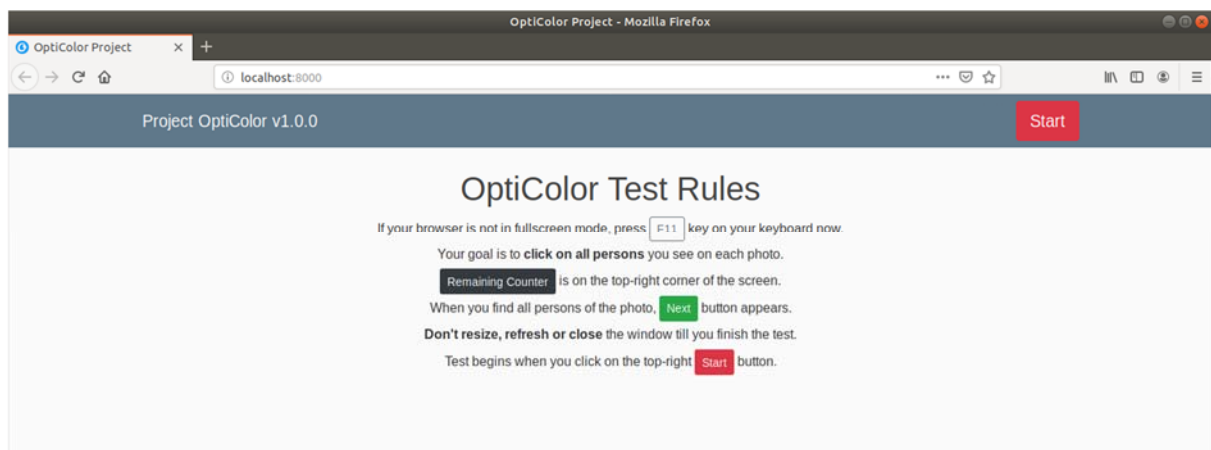 OptiColor Project - Mozilla Firefox
OptiColor Project
localhost:8000
Project OptiColor v1.0.0
Start
OptiColor Test Rules
If your browser is not in fullscreen mode, press F11 key on your keyboard now.
Your goal is to click on all persons you see on each photo.
Remaining Counter is on the top-right corner of the screen.
When you find all persons of the photo, Next button appears.
Don't resize, refresh or close the window till you finish the test.
Test begins when you click on the top-right Start button.